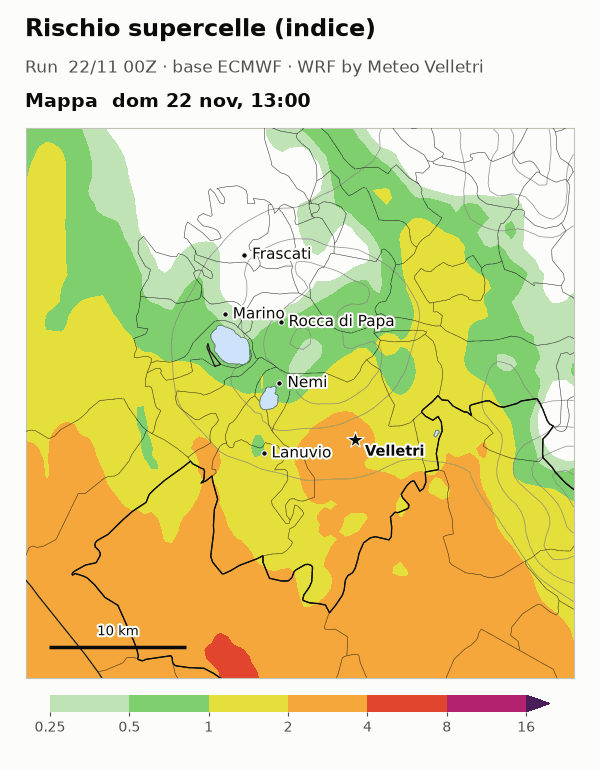 Rischio supercelle (indice)
Run  22/11 00Z · base ECMWF · WRF by Meteo Velletri
Mappa  dom 22 nov, 13:00
Frascati
Marino
Rocca di Papa
Nemi
Velletri
Lanuvio
10 km
0.25 0.5 1 2 4 8 16